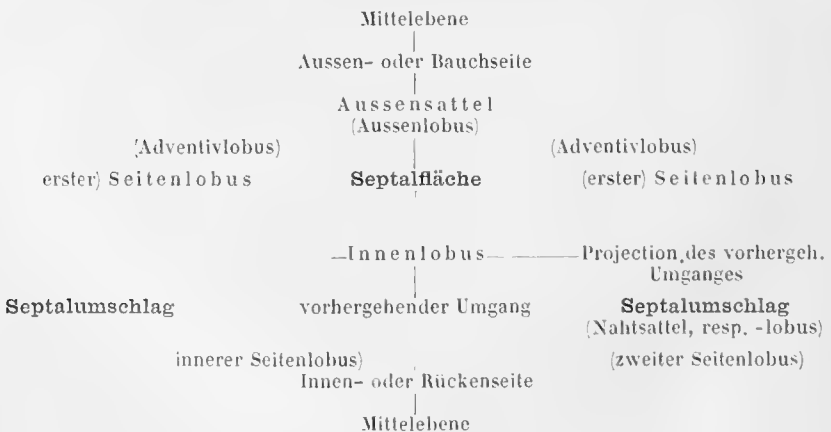 Mittelebene
Aussen- oder Bauchseite
Aussensattel
(Aussenlobus)
(Adventivlobus) (Adventivlobus)
erster) Seitenlobus Septalfläche (erster) Seitenlobus
Innenlobus Projection des vorhergeh.
Umganges
Septalumschlag vorhergehender Umgang Septalumschlag
(Nahtsattel, resp. -lobus)
innerer Seitenlobus) (zweiter Seitenlobus)
Innen- oder Rückenseite
Mittelebene